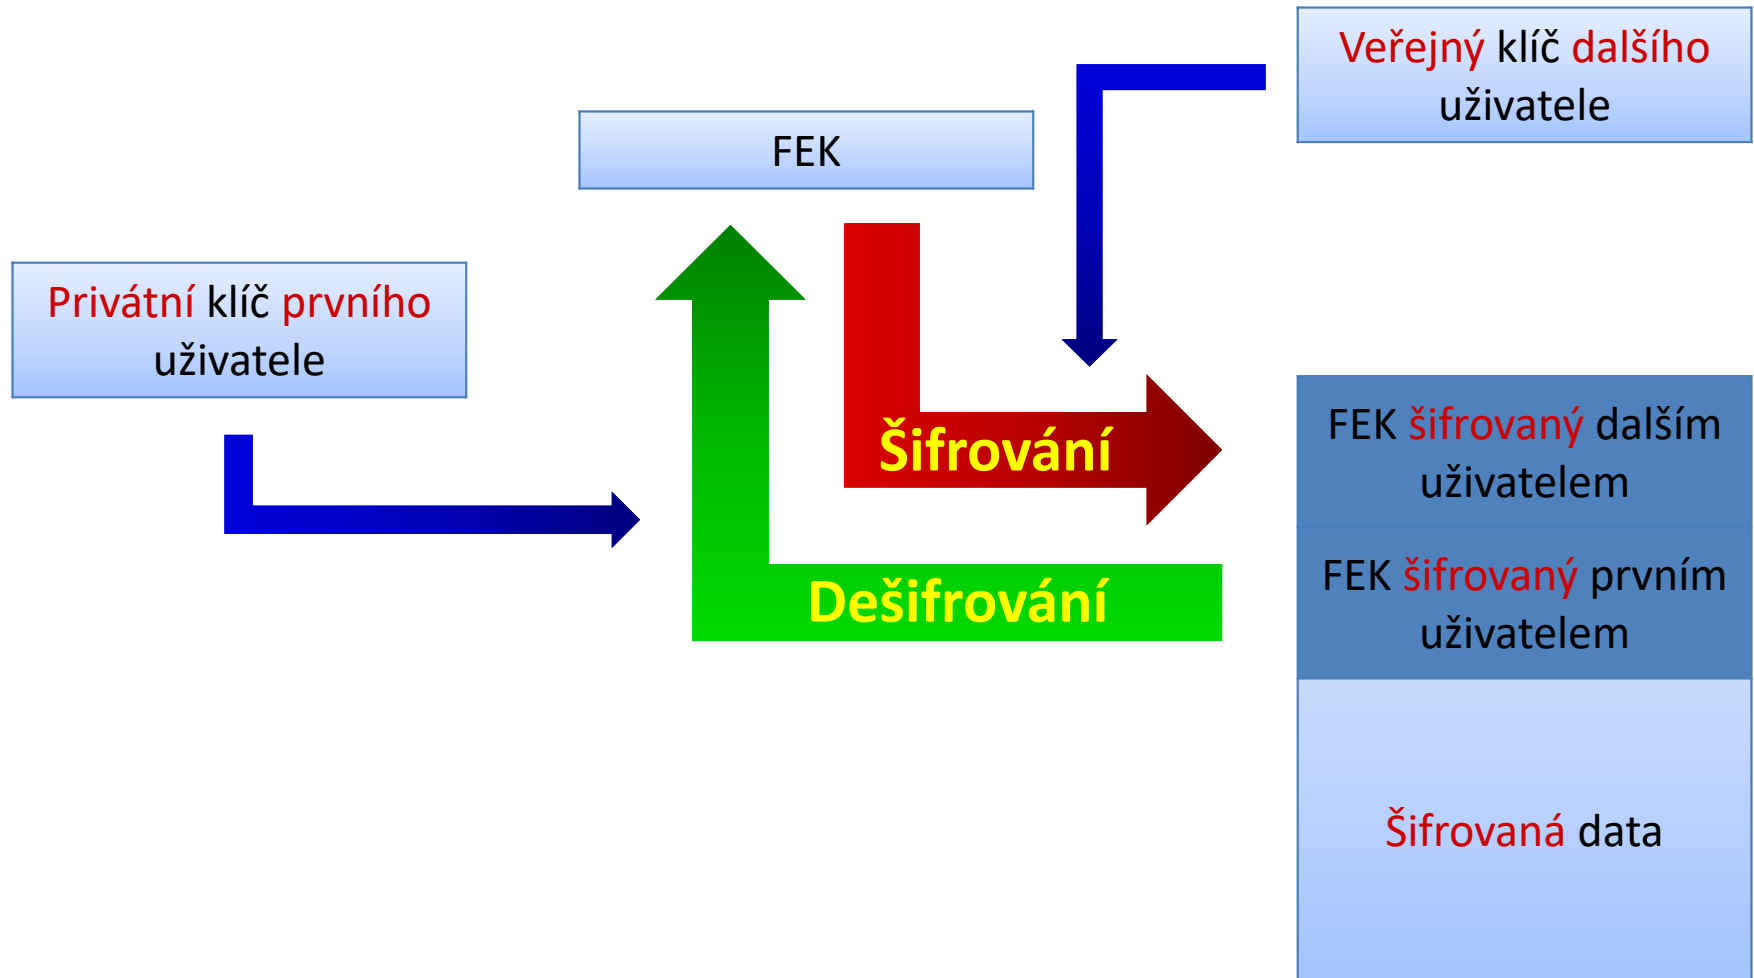 Veřejný klíč dalšího
uživatele
FEK
Privátní klíč prvního
uživatele
Šifrování
FEK šifrovaný dalším
uživatelem
FEK šifrovaný prvním
uživatelem
Dešifrování
Šifrovaná data